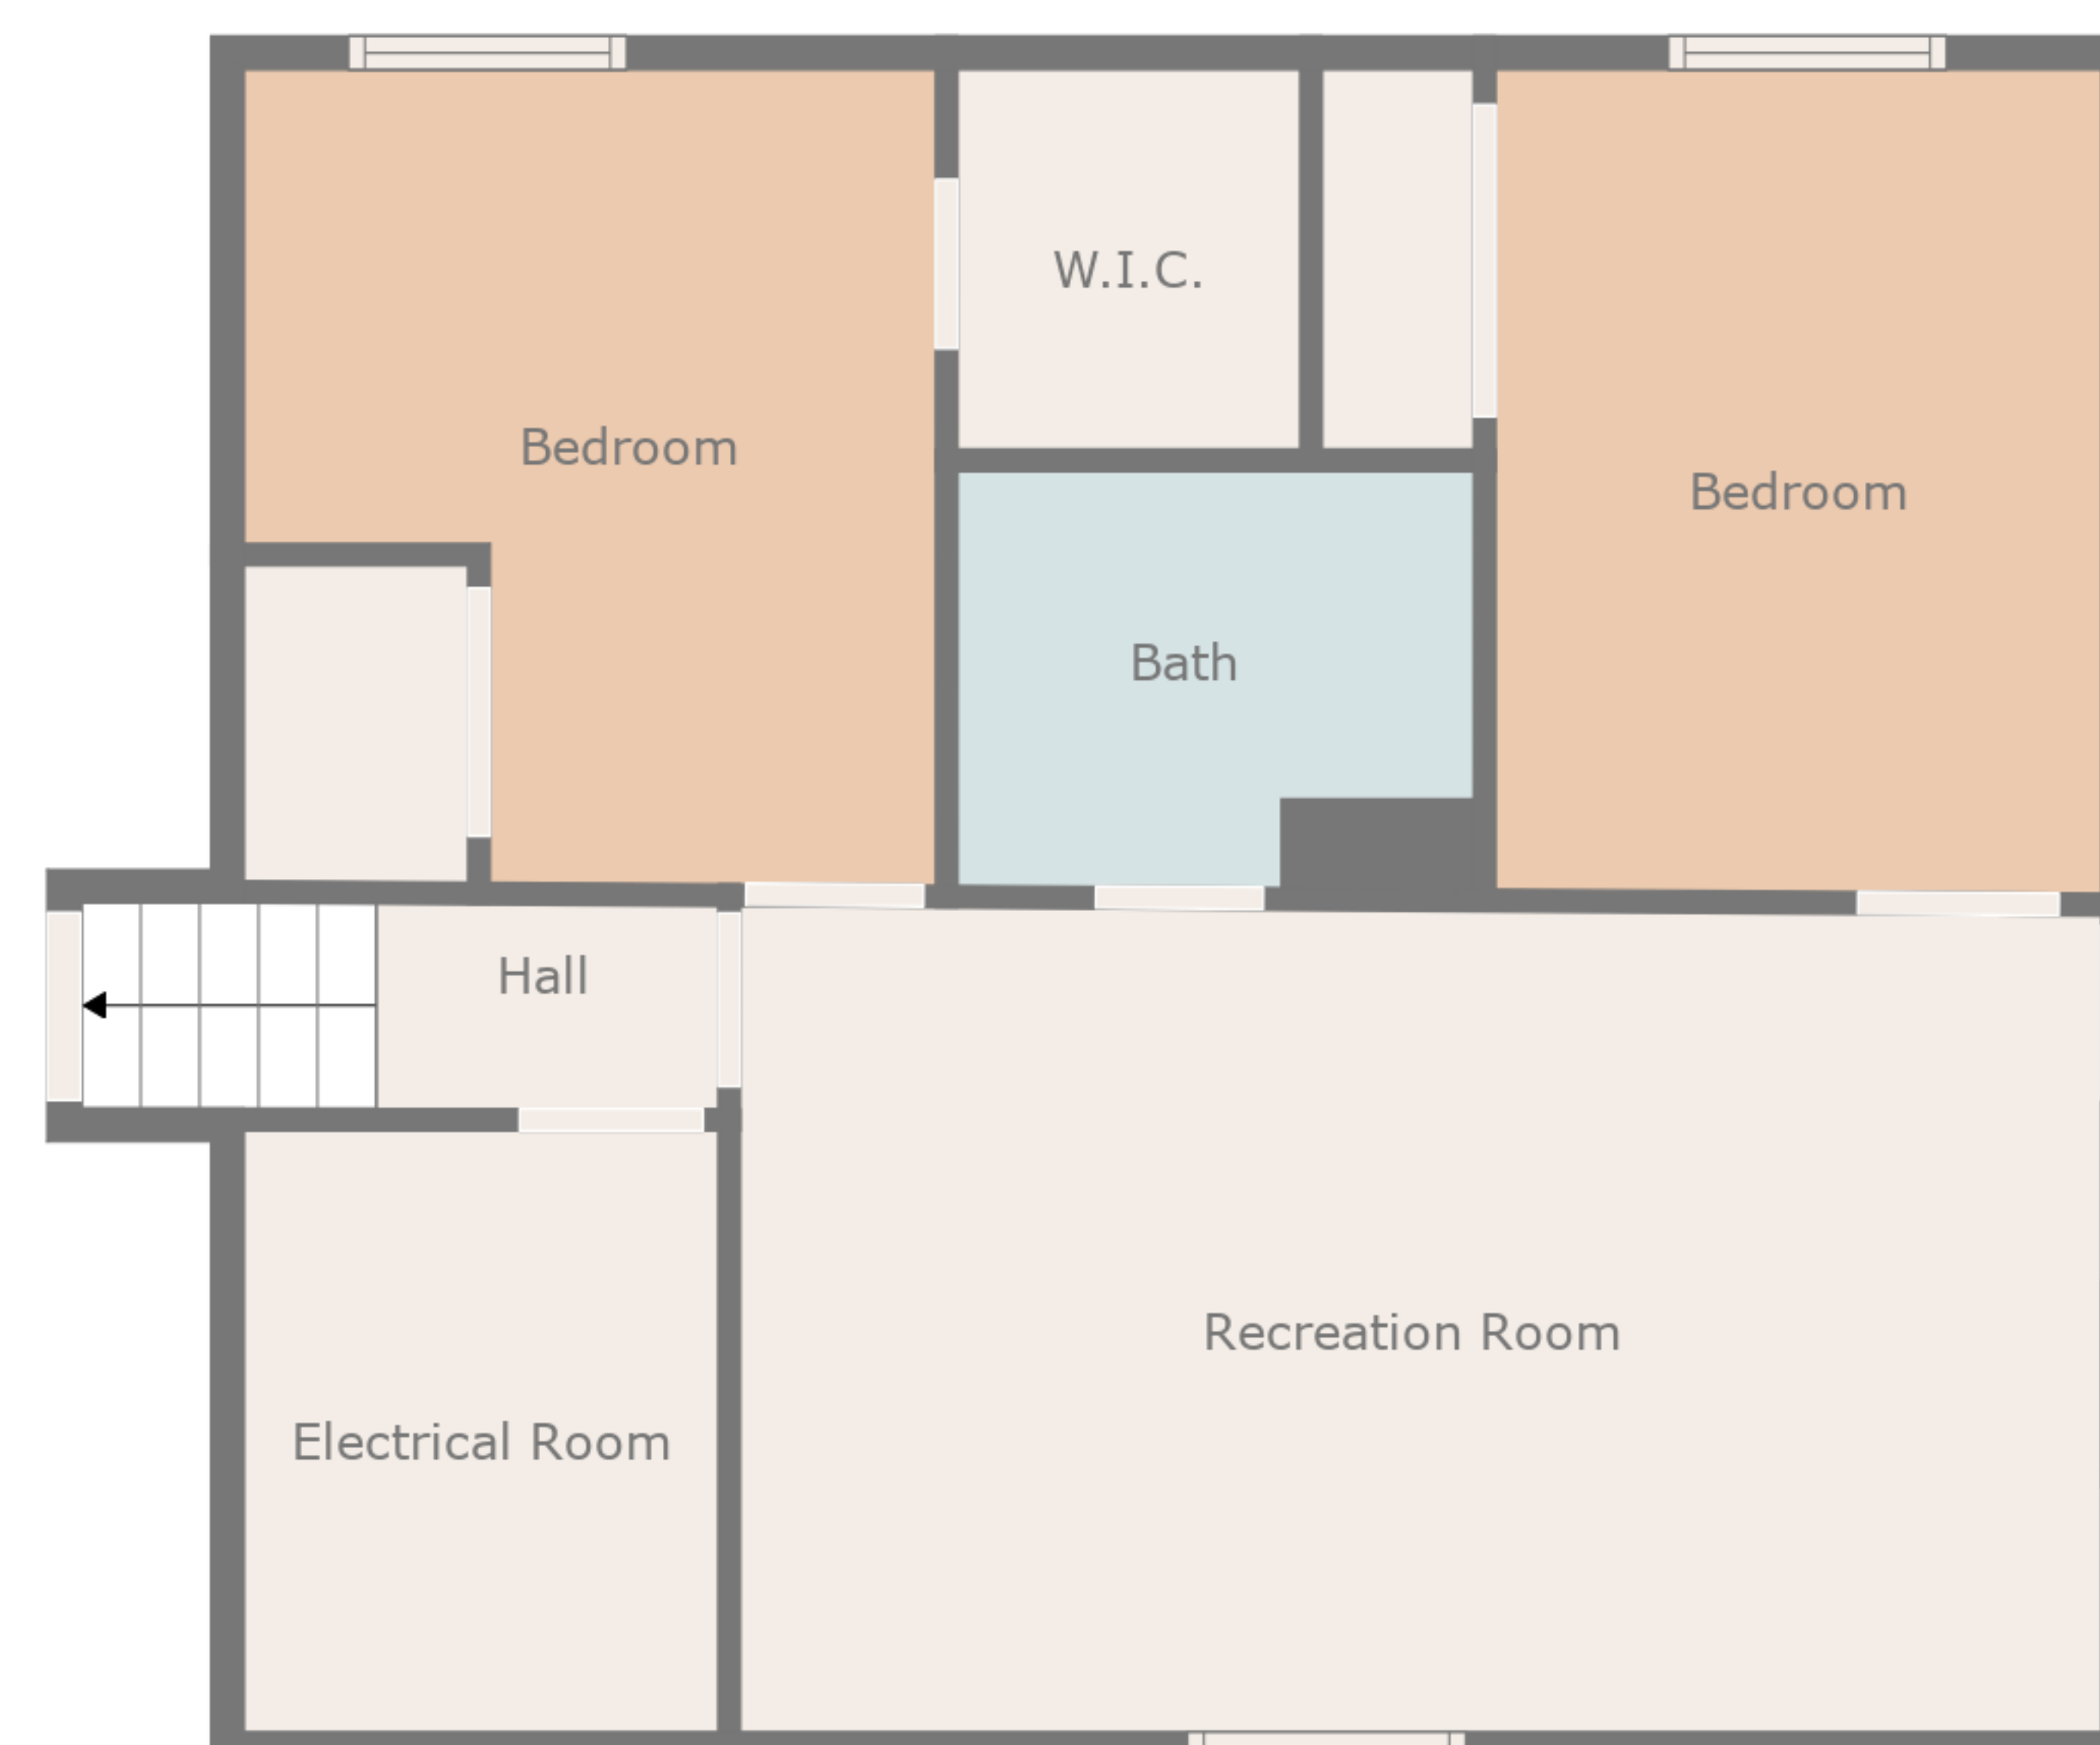 W.I.C.
Bedroom
Bedroom
Bath
Hall
Recreation Room
Electrical Room